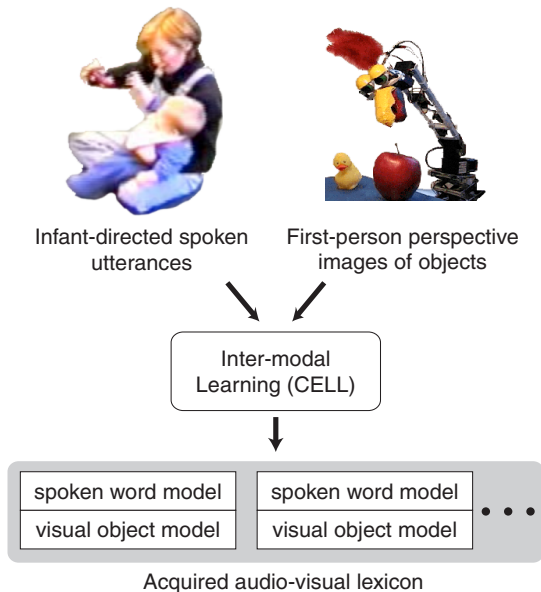 Infant-directed spoken
utterances
First-person perspective
images of objects
Inter-modal
Learning (CELL)
spoken word model
visual object model
spoken word model
visual object model
Acquired audio-visual lexicon